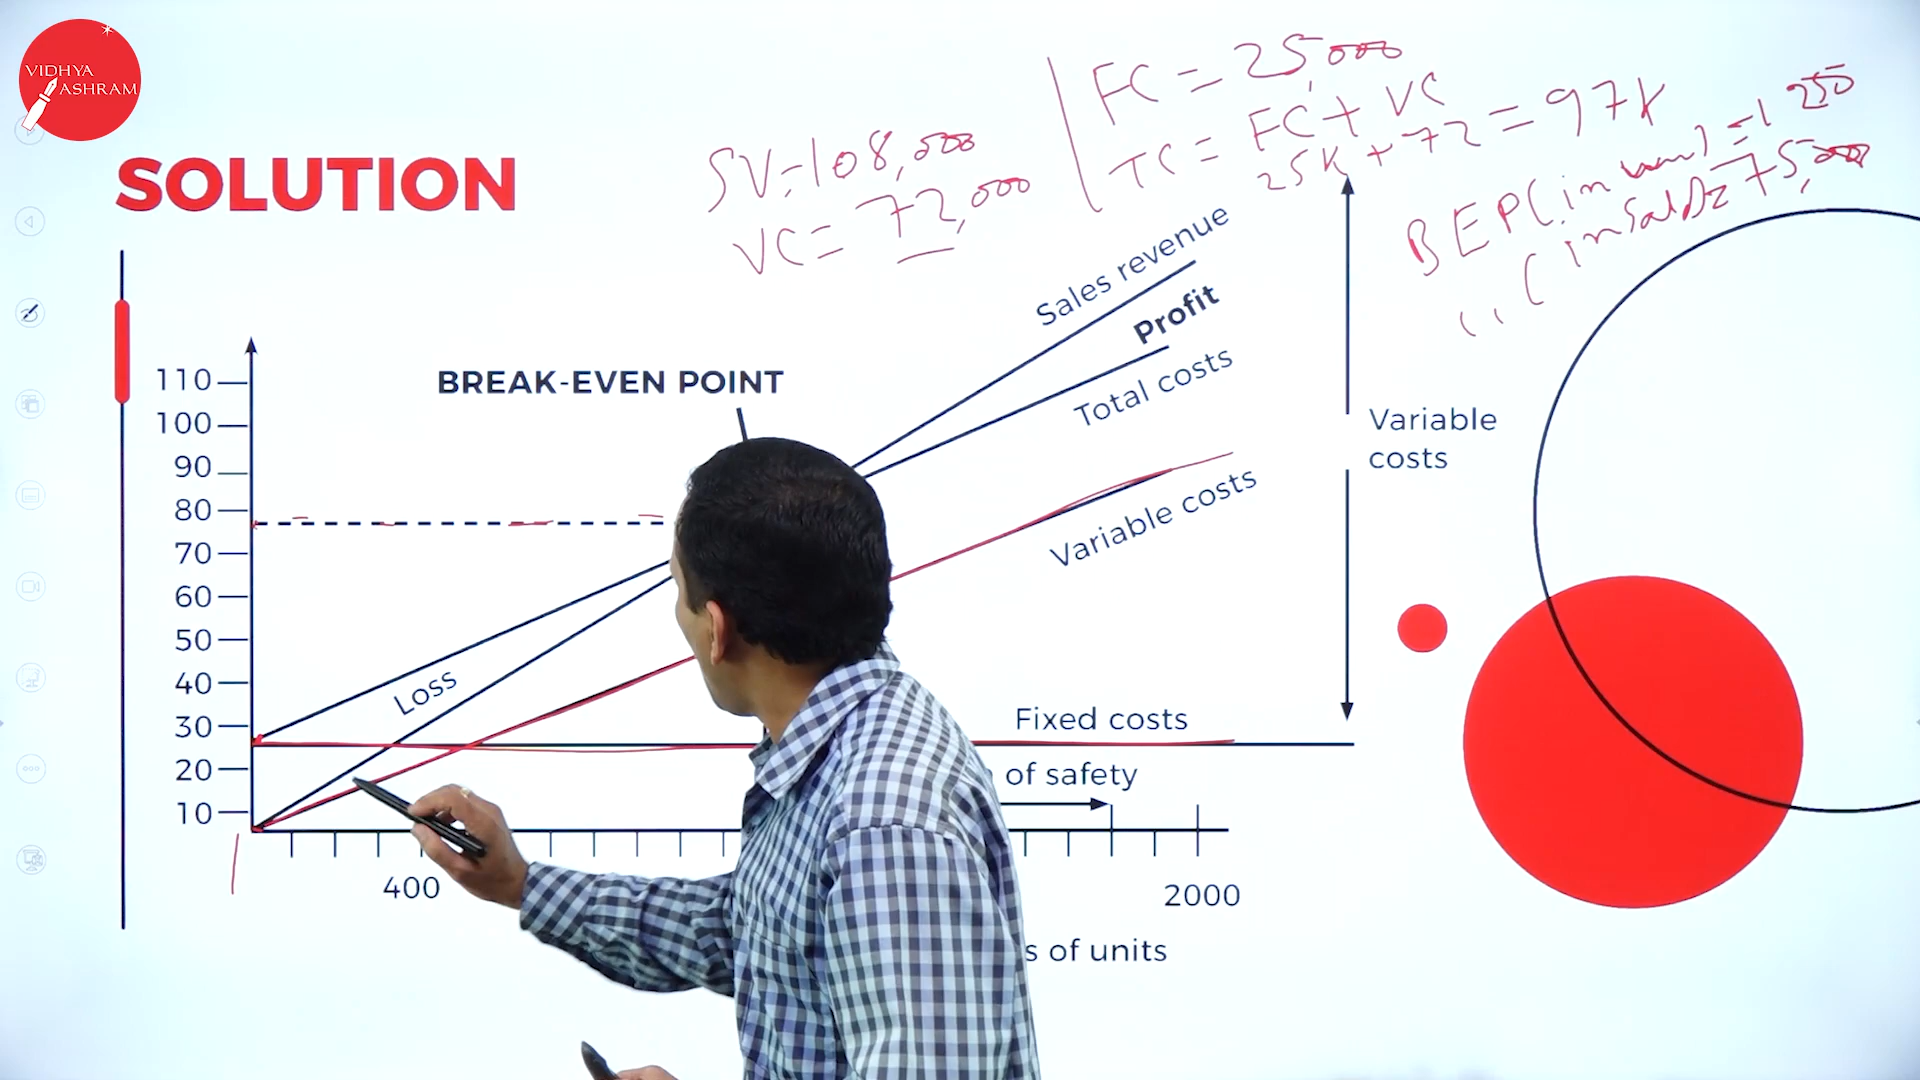 VIDHYA
ASHRAM
SOLUTION
SV=108,000
VC=72,000
FC=25,000
TC=FC+VC
25K+72=97K
BEP(in =1250
,,(in Sales=75,000
BREAK-EVEN POINT
Sales revenue
Profit
Total costs
Variable costs
Variable
costs
Loss
Fixed costs
of safety
110
100
90
80
70
60
50
40
30
20
10
400
2000
s of units